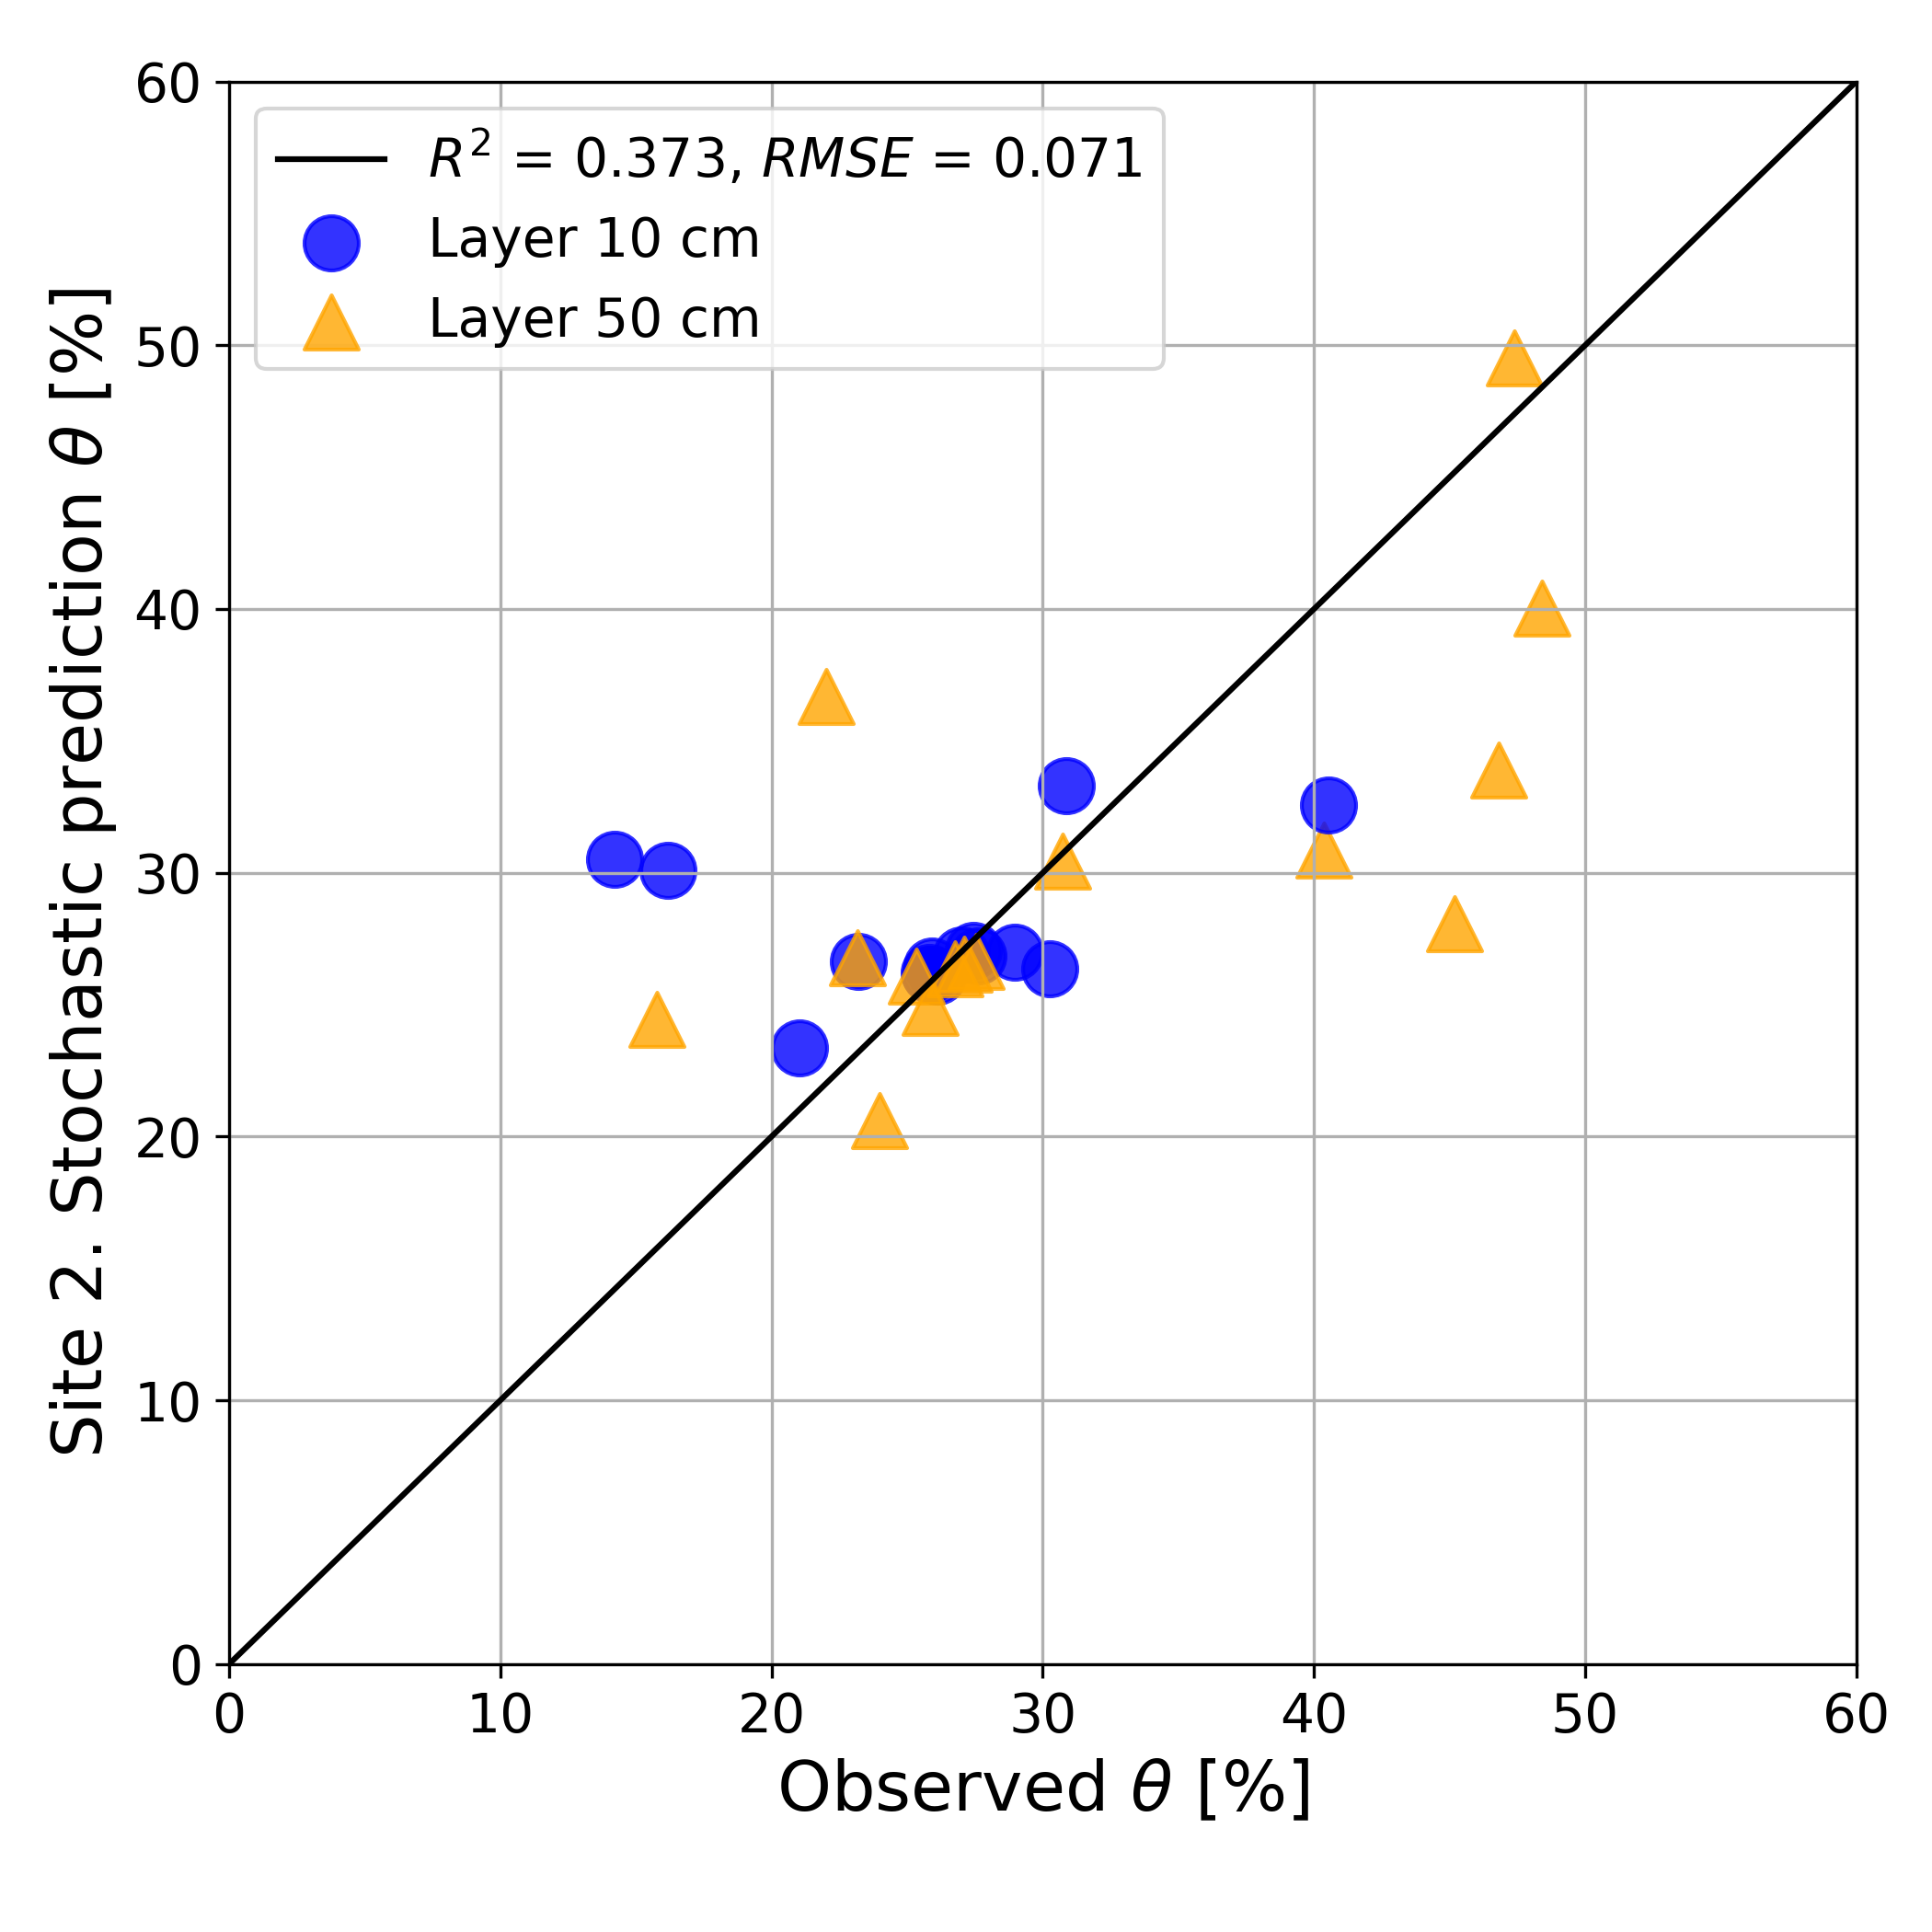 R² = 0.373, RMSE = 0.071
Layer 10 cm
Layer 50 cm
Site 2. Stochastic prediction θ [%]
60
50
40
30
20
10
0
0 10 20 30 40 50 60
Observed θ [%]